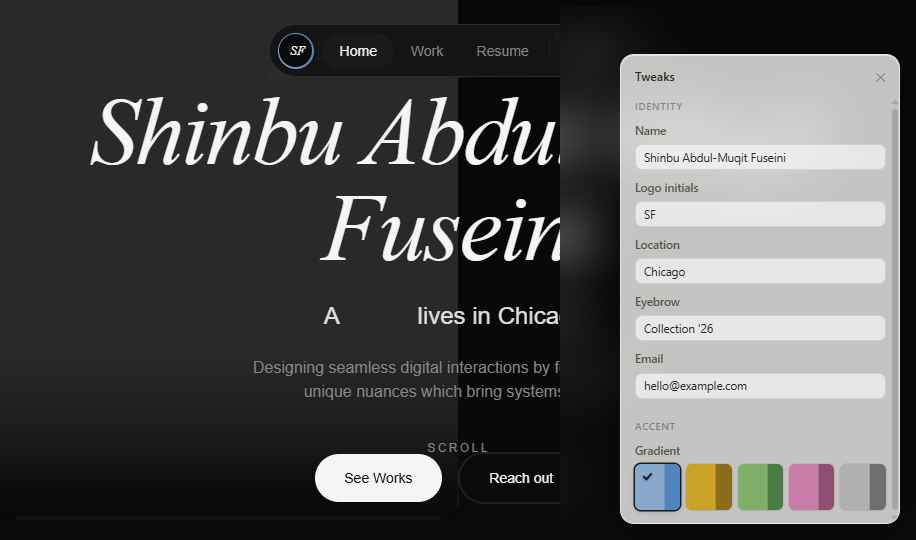 SF
Home
Work
Resume
Shinbu Abdul
Fusein
A lives in Chica
Designing seamless digital interactions by
unique nuances which bring systems
SCROLL
See Works
Reach out
Tweaks
IDENTITY
Name
Shinbu Abdul-Muqit Fuseini
Logo initials
SF
Location
Chicago
Eyebrow
Collection '26
Email
hello@example.com
ACCENT
Gradient